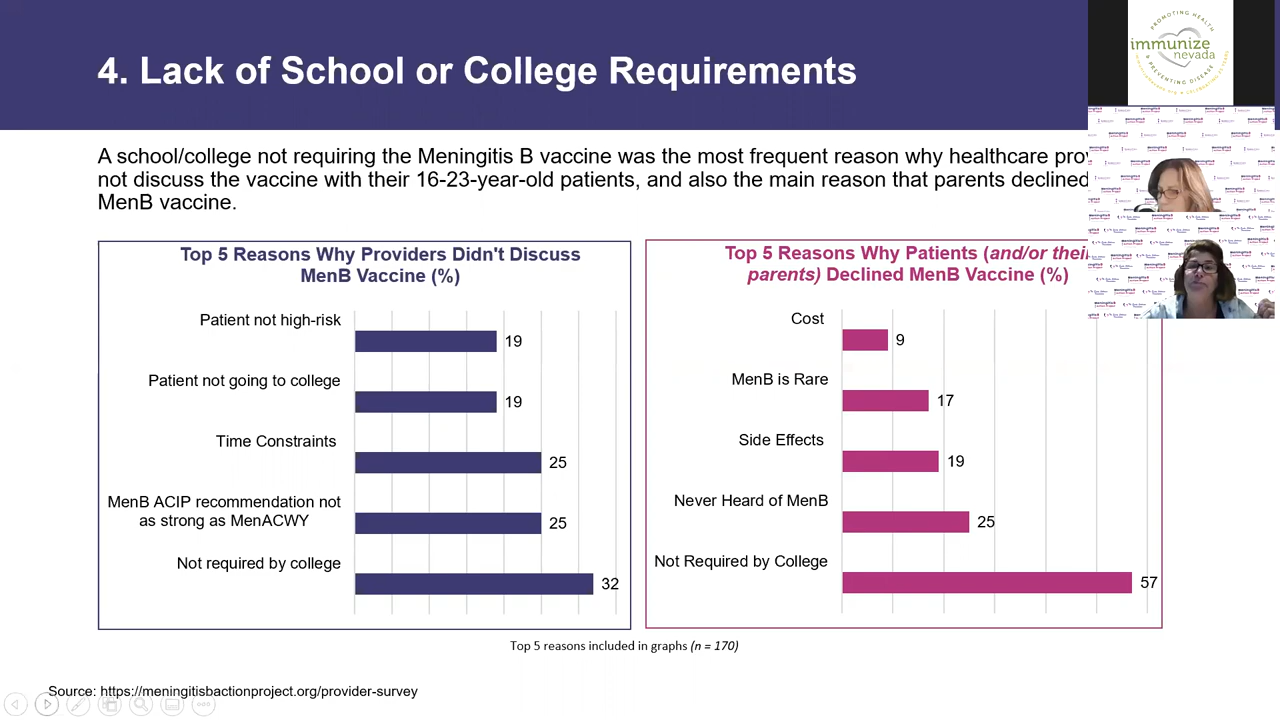 4. Lack of School or College Requirements
PROMOTING HEALTH
immunize
nevada
& PREVENTING DISEASE
A school/college not requiring the Meningitis B vaccine was the most frequent reason why healthcare pro
not discuss the vaccine with their 16-23-year-old patients, and also the main reason that parents declined
MenB vaccine.
Top 5 Reasons Why Providers Didn't Discuss
MenB Vaccine (%)
Patient not high-risk
19
Patient not going to college
19
Time Constraints
25
MenB ACIP recommendation not
as strong as MenACWY
25
Not required by college
32
Top 5 Reasons Why Patients (and/or thei
parents) Declined MenB Vaccine (%)
Cost
9
MenB is Rare
17
Side Effects
19
Never Heard of MenB
25
Not Required by College
57
Top 5 reasons included in graphs (n = 170)
Source: https://meningitisbactionproject.org/provider-survey